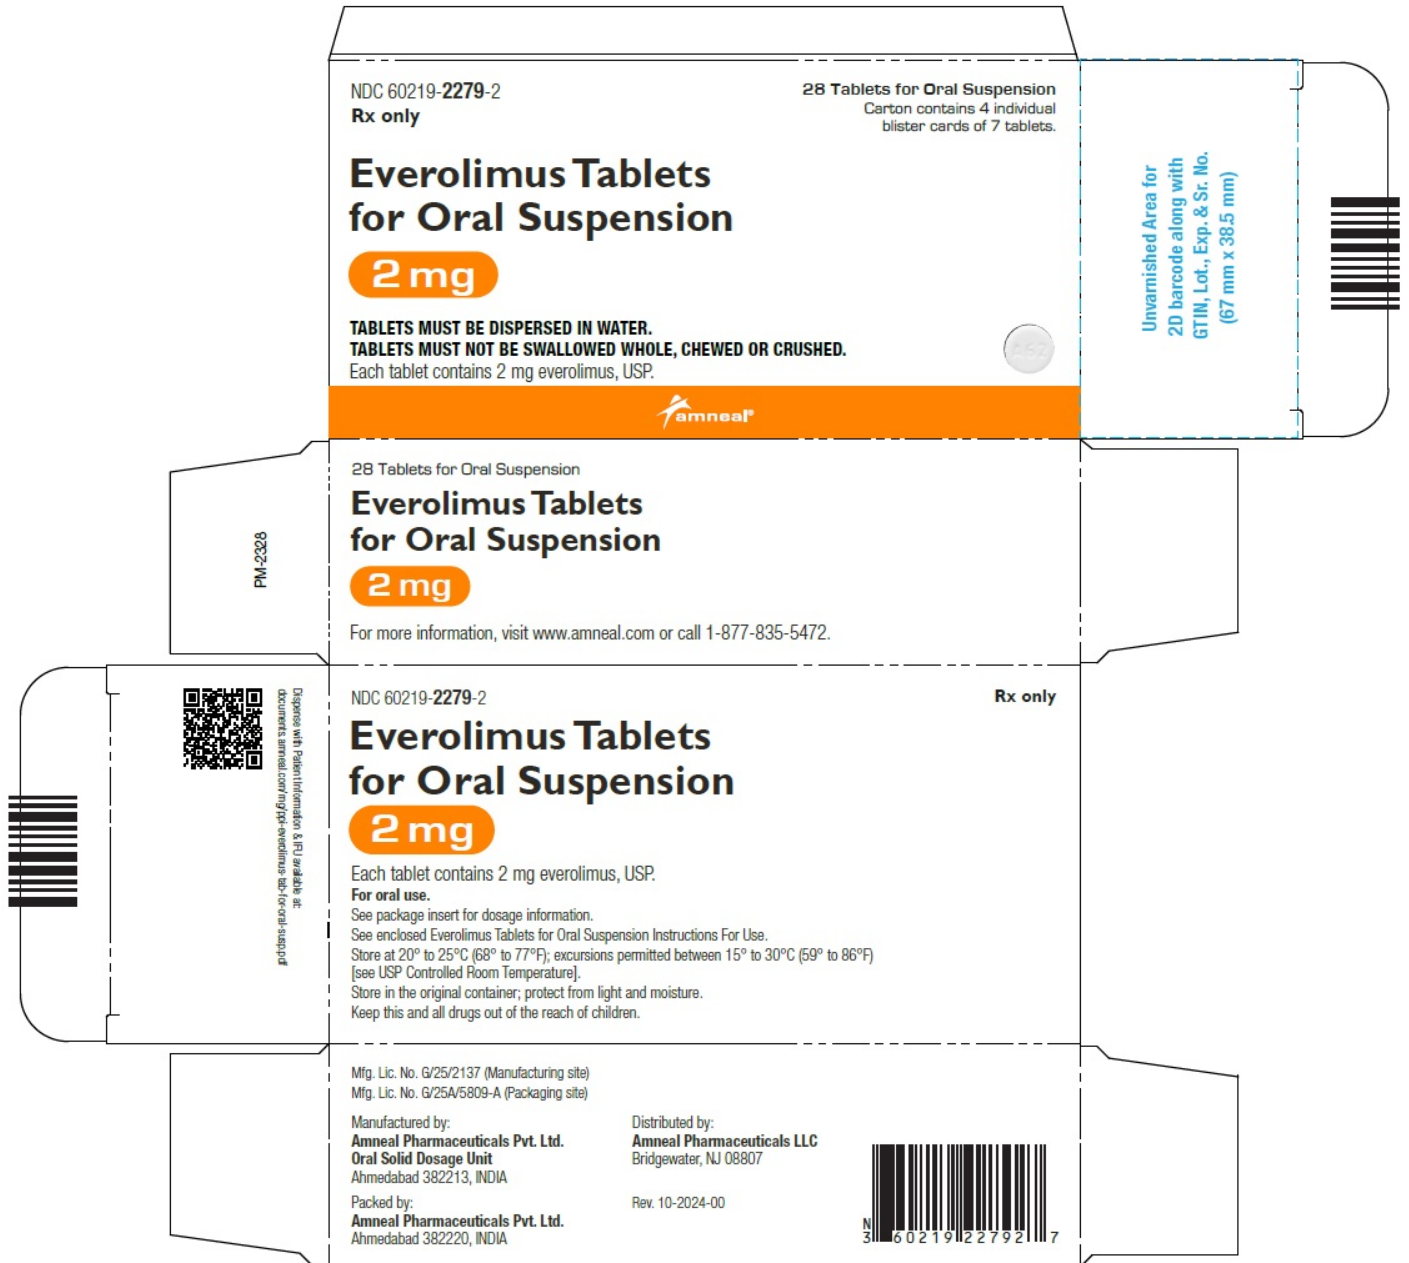 NDC 60219-2279-2
Rx only
28 Tablets for Oral Suspension
Carton contains 4 individual
blister cards of 7 tablets.
Everolimus Tablets
for Oral Suspension
2 mg
TABLETS MUST BE DISPERSED IN WATER.
TABLETS MUST NOT BE SWALLOWED WHOLE, CHEWED OR CRUSHED.
Each tablet contains 2 mg everolimus, USP.
amneal®
Unvarnished Area for
2D barcode along with
GTIN, Lot., Exp. & Sr. No.
(67 mm x 38.5 mm)
28 Tablets for Oral Suspension
Everolimus Tablets
for Oral Suspension
2 mg
For more information, visit www.amneal.com or call 1-877-835-5472.
PM-2328
Dispense with Patient Information & IFU available at:
documents.amneal.com/mg/ppi-everolimus-tab-for-oral-susp.pdf
NDC 60219-2279-2
Rx only
Everolimus Tablets
for Oral Suspension
2 mg
Each tablet contains 2 mg everolimus, USP.
For oral use.
See package insert for dosage information.
See enclosed Everolimus Tablets for Oral Suspension Instructions For Use.
Store at 20° to 25°C (68° to 77°F); excursions permitted between 15° to 30°C (59° to 86°F)
[see USP Controlled Room Temperature].
Store in the original container; protect from light and moisture.
Keep this and all drugs out of the reach of children.
Mfg. Lic. No. G/25/2137 (Manufacturing site)
Mfg. Lic. No. G/25A/5809-A (Packaging site)
Manufactured by:
Amneal Pharmaceuticals Pvt. Ltd.
Oral Solid Dosage Unit
Ahmedabad 382213, INDIA
Packed by:
Amneal Pharmaceuticals Pvt. Ltd.
Ahmedabad 382220, INDIA
Distributed by:
Amneal Pharmaceuticals LLC
Bridgewater, NJ 08807
Rev. 10-2024-00
N
3 60219 22792 7